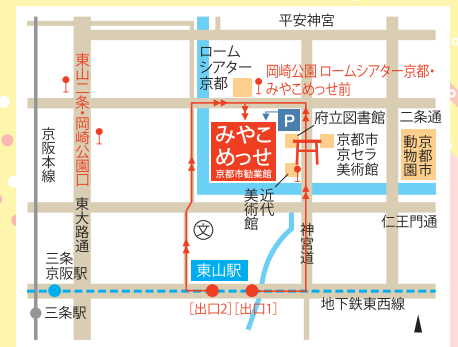 平安神宮
ローム
シアター
京都
岡崎公園 ロームシアター京都・
みやこめっせ前
東山二条・岡崎公園口
P
みやこ
めっせ
京都市勧業館
府立図書館
二条通
京都市
京セラ
美術館
京都市
動物園
京阪本線
近代
美術館
東大路通
文
神宮道
仁王門通
三条
京阪駅
東山駅
[出口2]
[出口1]
地下鉄東西線
三条駅